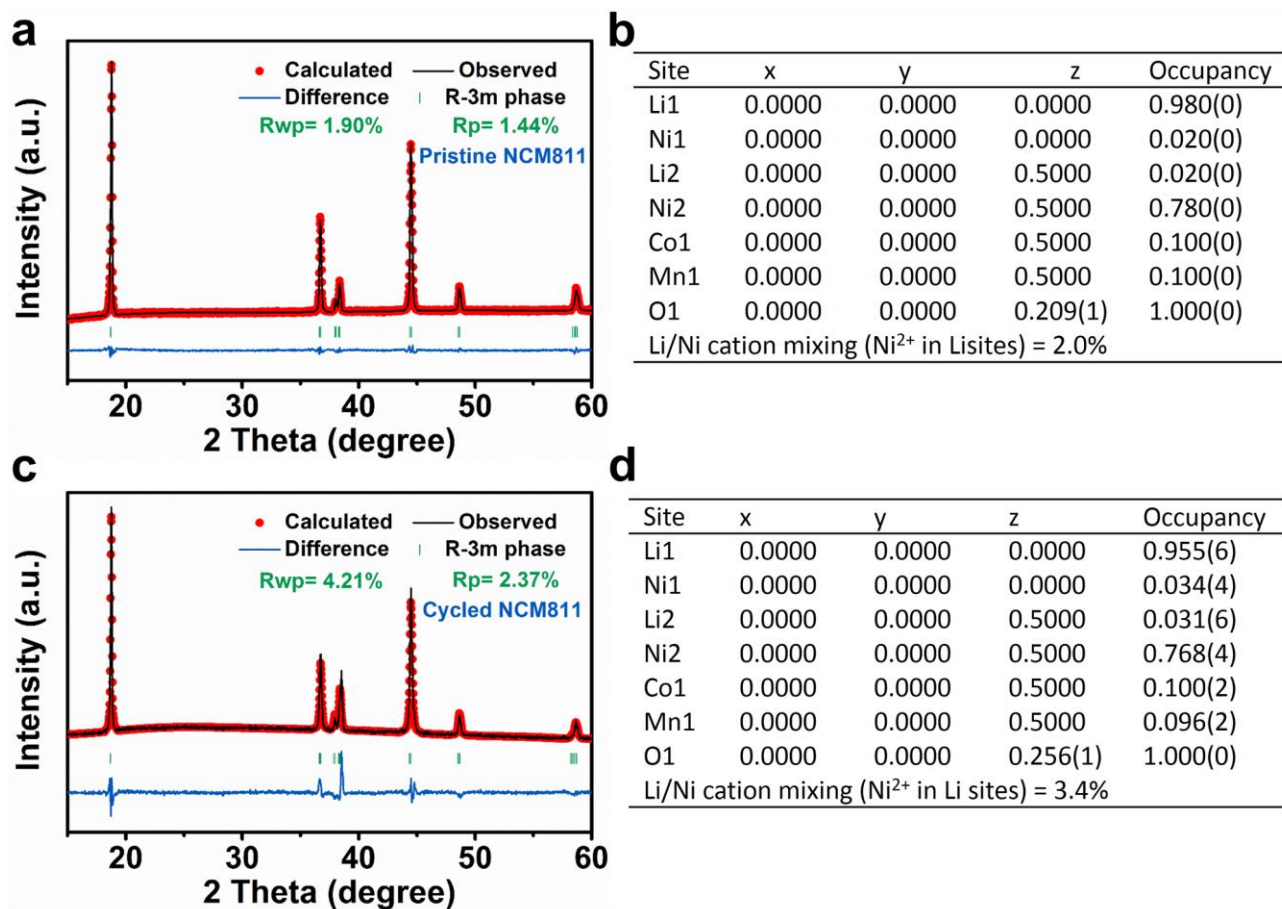 a
Calculated Observed
Difference R-3m phase
Rwp= 1.90% Rp= 1.44%
Pristine NCM811
Intensity (a.u.)
20 30 40 50 60
2 Theta (degree)
b
Site x y z Occupancy
Li1 0.0000 0.0000 0.0000 0.980(0)
Ni1 0.0000 0.0000 0.0000 0.020(0)
Li2 0.0000 0.0000 0.5000 0.020(0)
Ni2 0.0000 0.0000 0.5000 0.780(0)
Co1 0.0000 0.0000 0.5000 0.100(0)
Mn1 0.0000 0.0000 0.5000 0.100(0)
O1 0.0000 0.0000 0.209(1) 1.000(0)
Li/Ni cation mixing (Ni²⁺ in Lisites) = 2.0%
c
Calculated Observed
Difference R-3m phase
Rwp= 4.21% Rp= 2.37%
Cycled NCM811
Intensity (a.u.)
20 30 40 50 60
2 Theta (degree)
d
Site x y z Occupancy
Li1 0.0000 0.0000 0.0000 0.955(6)
Ni1 0.0000 0.0000 0.0000 0.034(4)
Li2 0.0000 0.0000 0.5000 0.031(6)
Ni2 0.0000 0.0000 0.5000 0.768(4)
Co1 0.0000 0.0000 0.5000 0.100(2)
Mn1 0.0000 0.0000 0.5000 0.096(2)
O1 0.0000 0.0000 0.256(1) 1.000(0)
Li/Ni cation mixing (Ni²⁺ in Li sites) = 3.4%